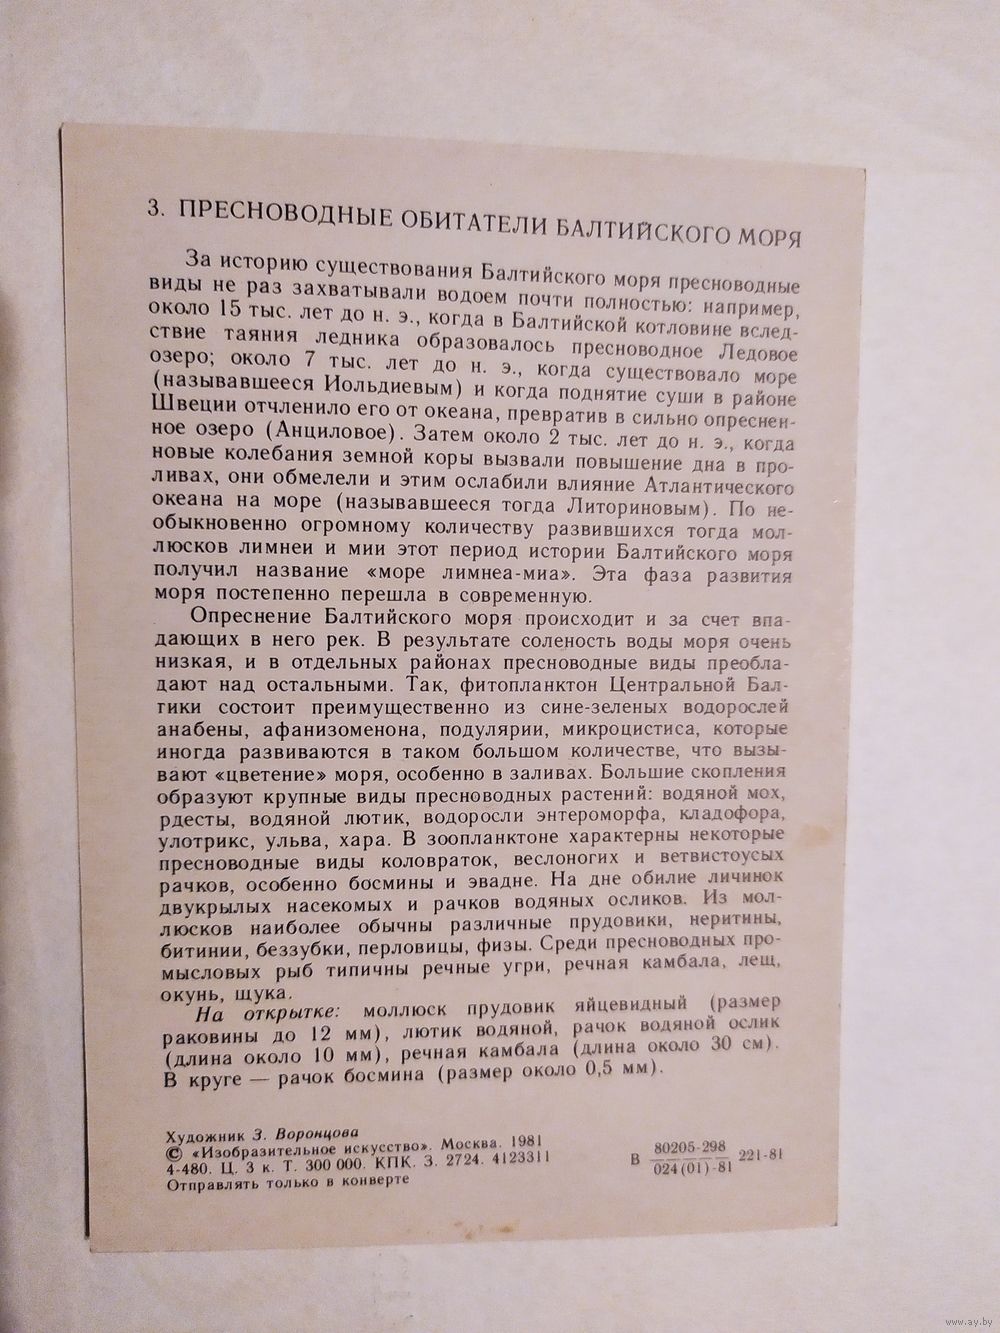 3. ПРЕСНОВОДНЫЕ ОБИТАТЕЛИ БАЛТИЙСКОГО МОРЯ
За историю существования Балтийского моря пресноводные
виды не раз захватывали водоем почти полностью: например,
около 15 тыс. лет до н. э., когда в Балтийской котловине вслед-
ствие таяния ледника образовалось пресноводное Ледовое
озеро; около 7 тыс. лет до н. э., когда существовало море
(называвшееся Иольдиевым) и когда поднятие суши в районе
Швеции отчленило его от океана, превратив в сильно опреснен-
ное озеро (Анциловое). Затем около 2 тыс. лет до н. э., когда
новые колебания земной коры вызвали повышение дна в про-
ливах, они обмелели и этим ослабили влияние Атлантического
океана на море (называвшееся тогда Литориновым). По не-
обыкновенно огромному количеству развившихся тогда мол-
люсков лимнеи и мии этот период истории Балтийского моря
получил название «море лимнеа-миа». Эта фаза развития
моря постепенно перешла в современную.
Опреснение Балтийского моря происходит и за счет впа-
дающих в него рек. В результате соленость воды моря очень
низкая, и в отдельных районах пресноводные виды преобла-
дают над остальными. Так, фитопланктон Центральной Бал-
тики состоит преимущественно из сине-зеленых водорослей
анабены, афанизоменона, подулярии, микроцистиса, которые
иногда развиваются в таком большом количестве, что вызы-
вают «цветение» моря, особенно в заливах. Большие скопления
образуют крупные виды пресноводных растений: водяной мох,
рдесты, водяной лютик, водоросли энтероморфа, кладофора,
улотрикс, ульва, хара. В зоопланктоне характерны некоторые
пресноводные виды коловраток, веслоногих и ветвистоусых
рачков, особенно босмины и эвадне. На дне обилие личинок
двукрылых насекомых и рачков водяных осликов. Из мол-
люсков наиболее обычны различные прудовики, неритины,
битинии, беззубки, перловицы, физы. Среди пресноводных про-
мысловых рыб типичны речные угри, речная камбала, лещ,
окунь, щука.
На открытке: моллюск прудовик яйцевидный (размер
раковины до 12 мм), лютик водяной, рачок водяной ослик
(длина около 10 мм), речная камбала (длина около 30 см).
В круге — рачок босмина (размер около 0,5 мм).
Художник З. Воронцова
© «Изобразительное искусство». Москва. 1981
4-480. Ц. 3 к. Т. 300 000. КПК. З. 2724. 4123311
Отправлять только в конверте
В 80205-298 / 024(01)-81 221-81
www.ay.by